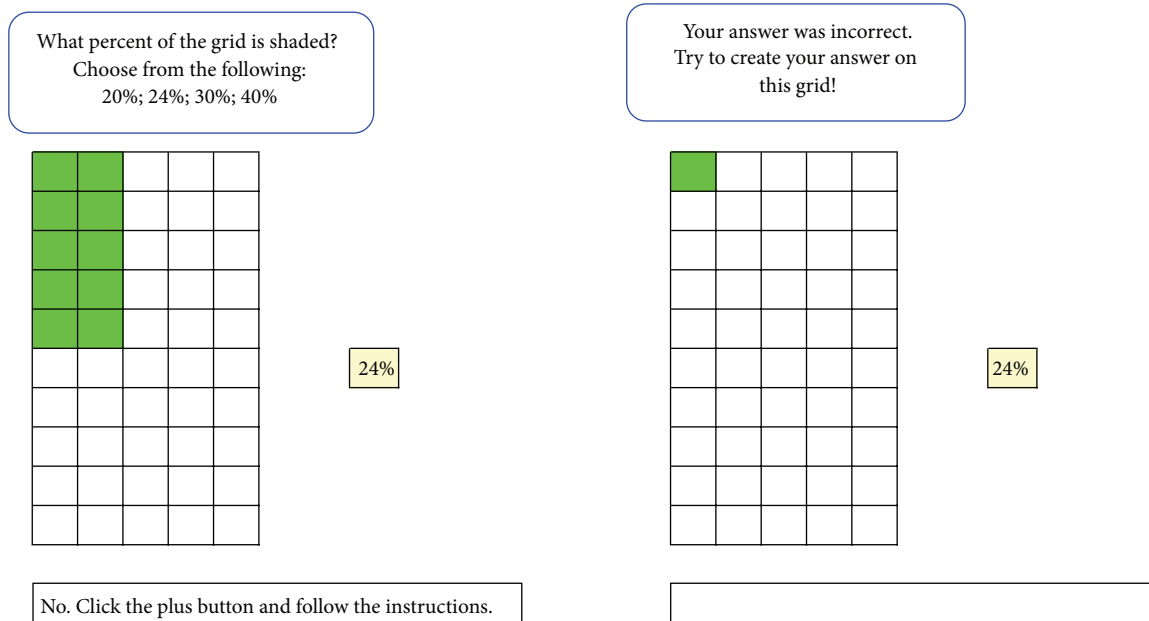 What percent of the grid is shaded?
Choose from the following:
20%; 24%; 30%; 40%
24%
No. Click the plus button and follow the instructions.
Your answer was incorrect.
Try to create your answer on
this grid!
24%